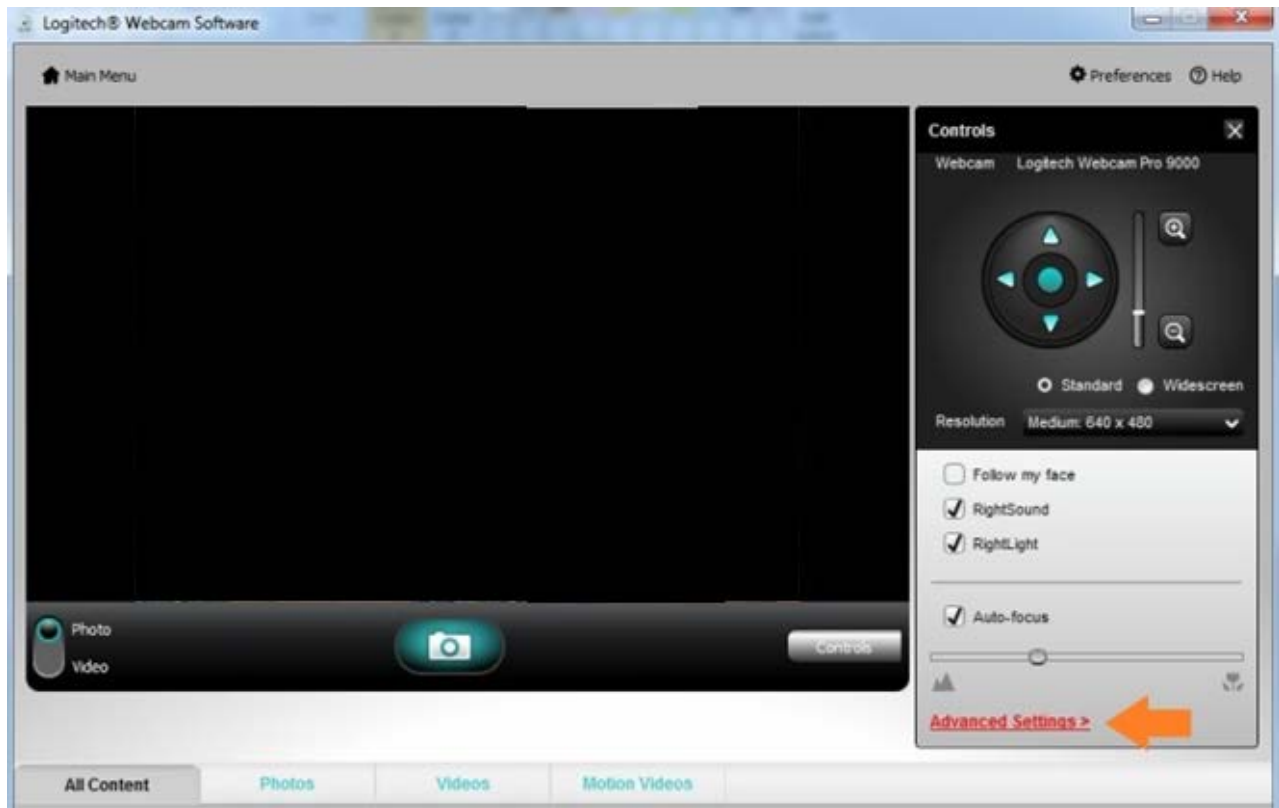 Logitech® Webcam Software
Main Menu
Preferences
Help
Controls
Webcam Logitech Webcam Pro 9000
Standard
Widescreen
Resolution Medium: 640 x 480
Follow my face
RightSound
RightLight
Auto-focus
Photo
Video
Controls
Advanced Settings >
All Content
Photos
Videos
Motion Videos